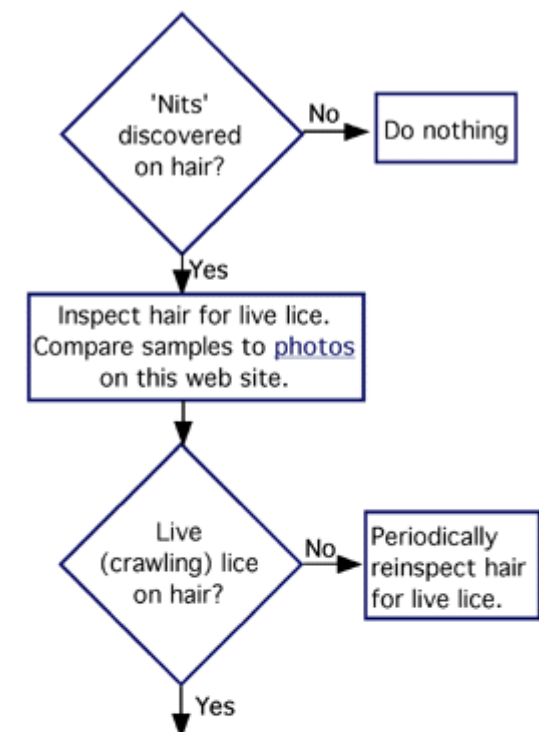 'Nits'
discovered
on hair?
No
Do nothing
Yes
Inspect hair for live lice.
Compare samples to photos
on this web site.
Live
(crawling) lice
on hair?
No
Periodically
reinspect hair
for live lice.
Yes